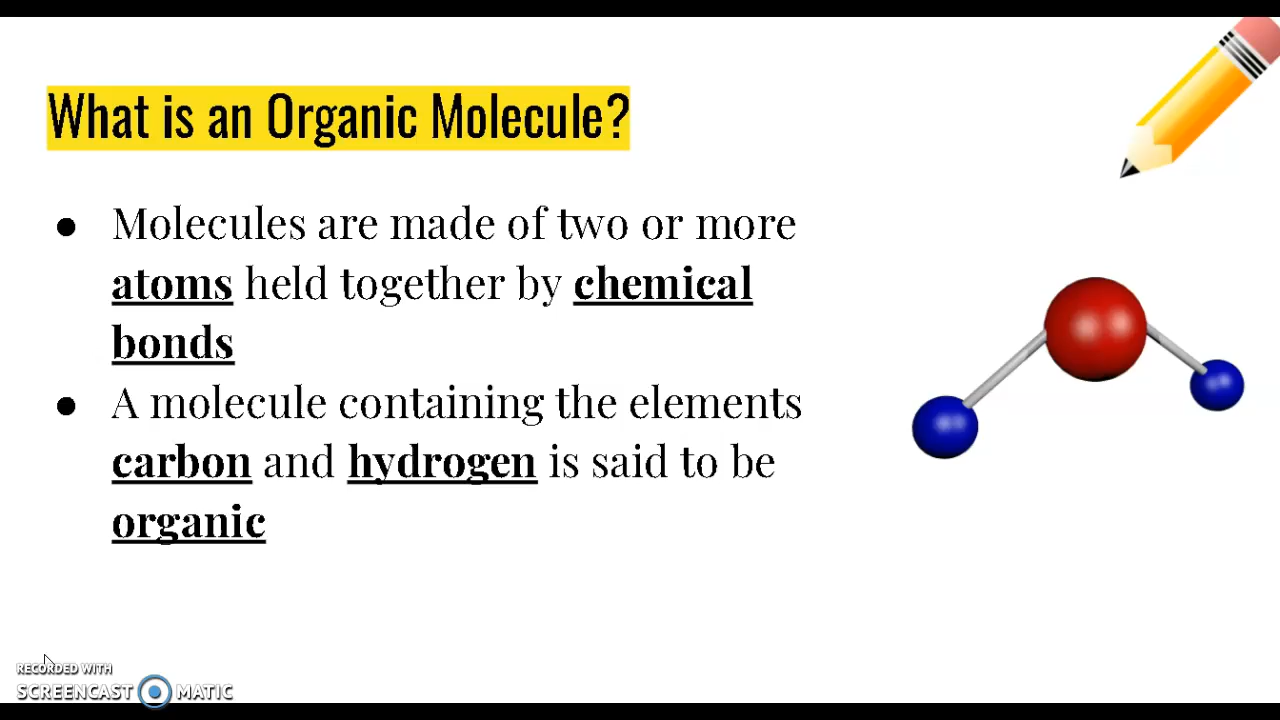 What is an Organic Molecule?
● Molecules are made of two or more
atoms held together by chemical
bonds
● A molecule containing the elements
carbon and hydrogen is said to be
organic
RECORDED WITH
SCREENCAST MATIC